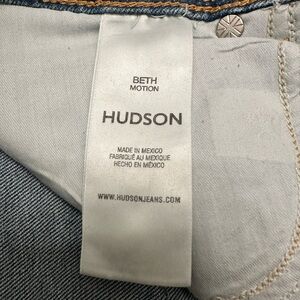 BETH
MOTION
HUDSON
MADE IN MEXICO
FABRIQUÉ AU MEXIQUE
HECHO EN MÉXICO
WWW.HUDSONJEANS.COM